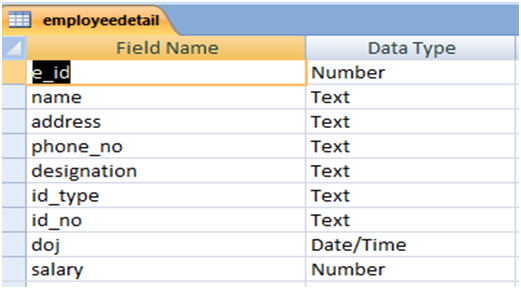 employeedetail
Field Name Data Type
e_id Number
name Text
address Text
phone_no Text
designation Text
id_type Text
id_no Text
doj Date/Time
salary Number